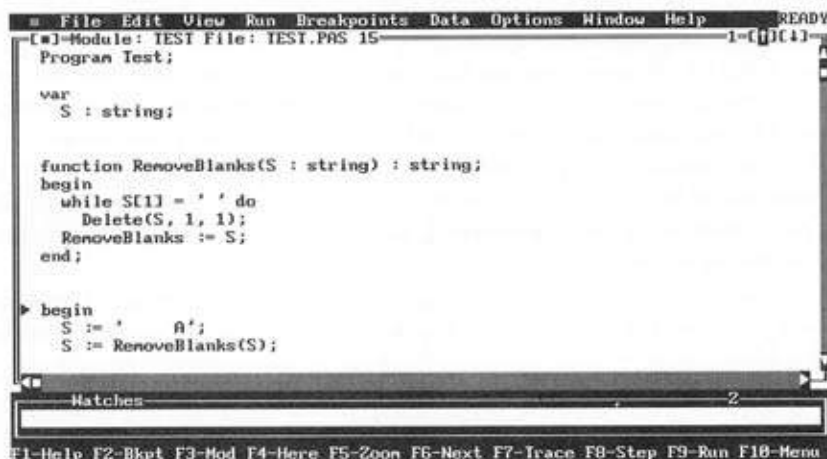 ≡ File Edit View Run Breakpoints Data Options Window Help READY
[■]=Module: TEST File: TEST.PAS 15 1=[↑][↓]
Program Test;
var
S : string;
function RemoveBlanks(S : string) : string;
begin
while S[1] = ' ' do
Delete(S, 1, 1);
RemoveBlanks := S;
end;
begin
S := '     A';
S := RemoveBlanks(S);
Watches 2
F1-Help F2-Bkpt F3-Mod F4-Here F5-Zoom F6-Next F7-Trace F8-Step F9-Run F10-Menu